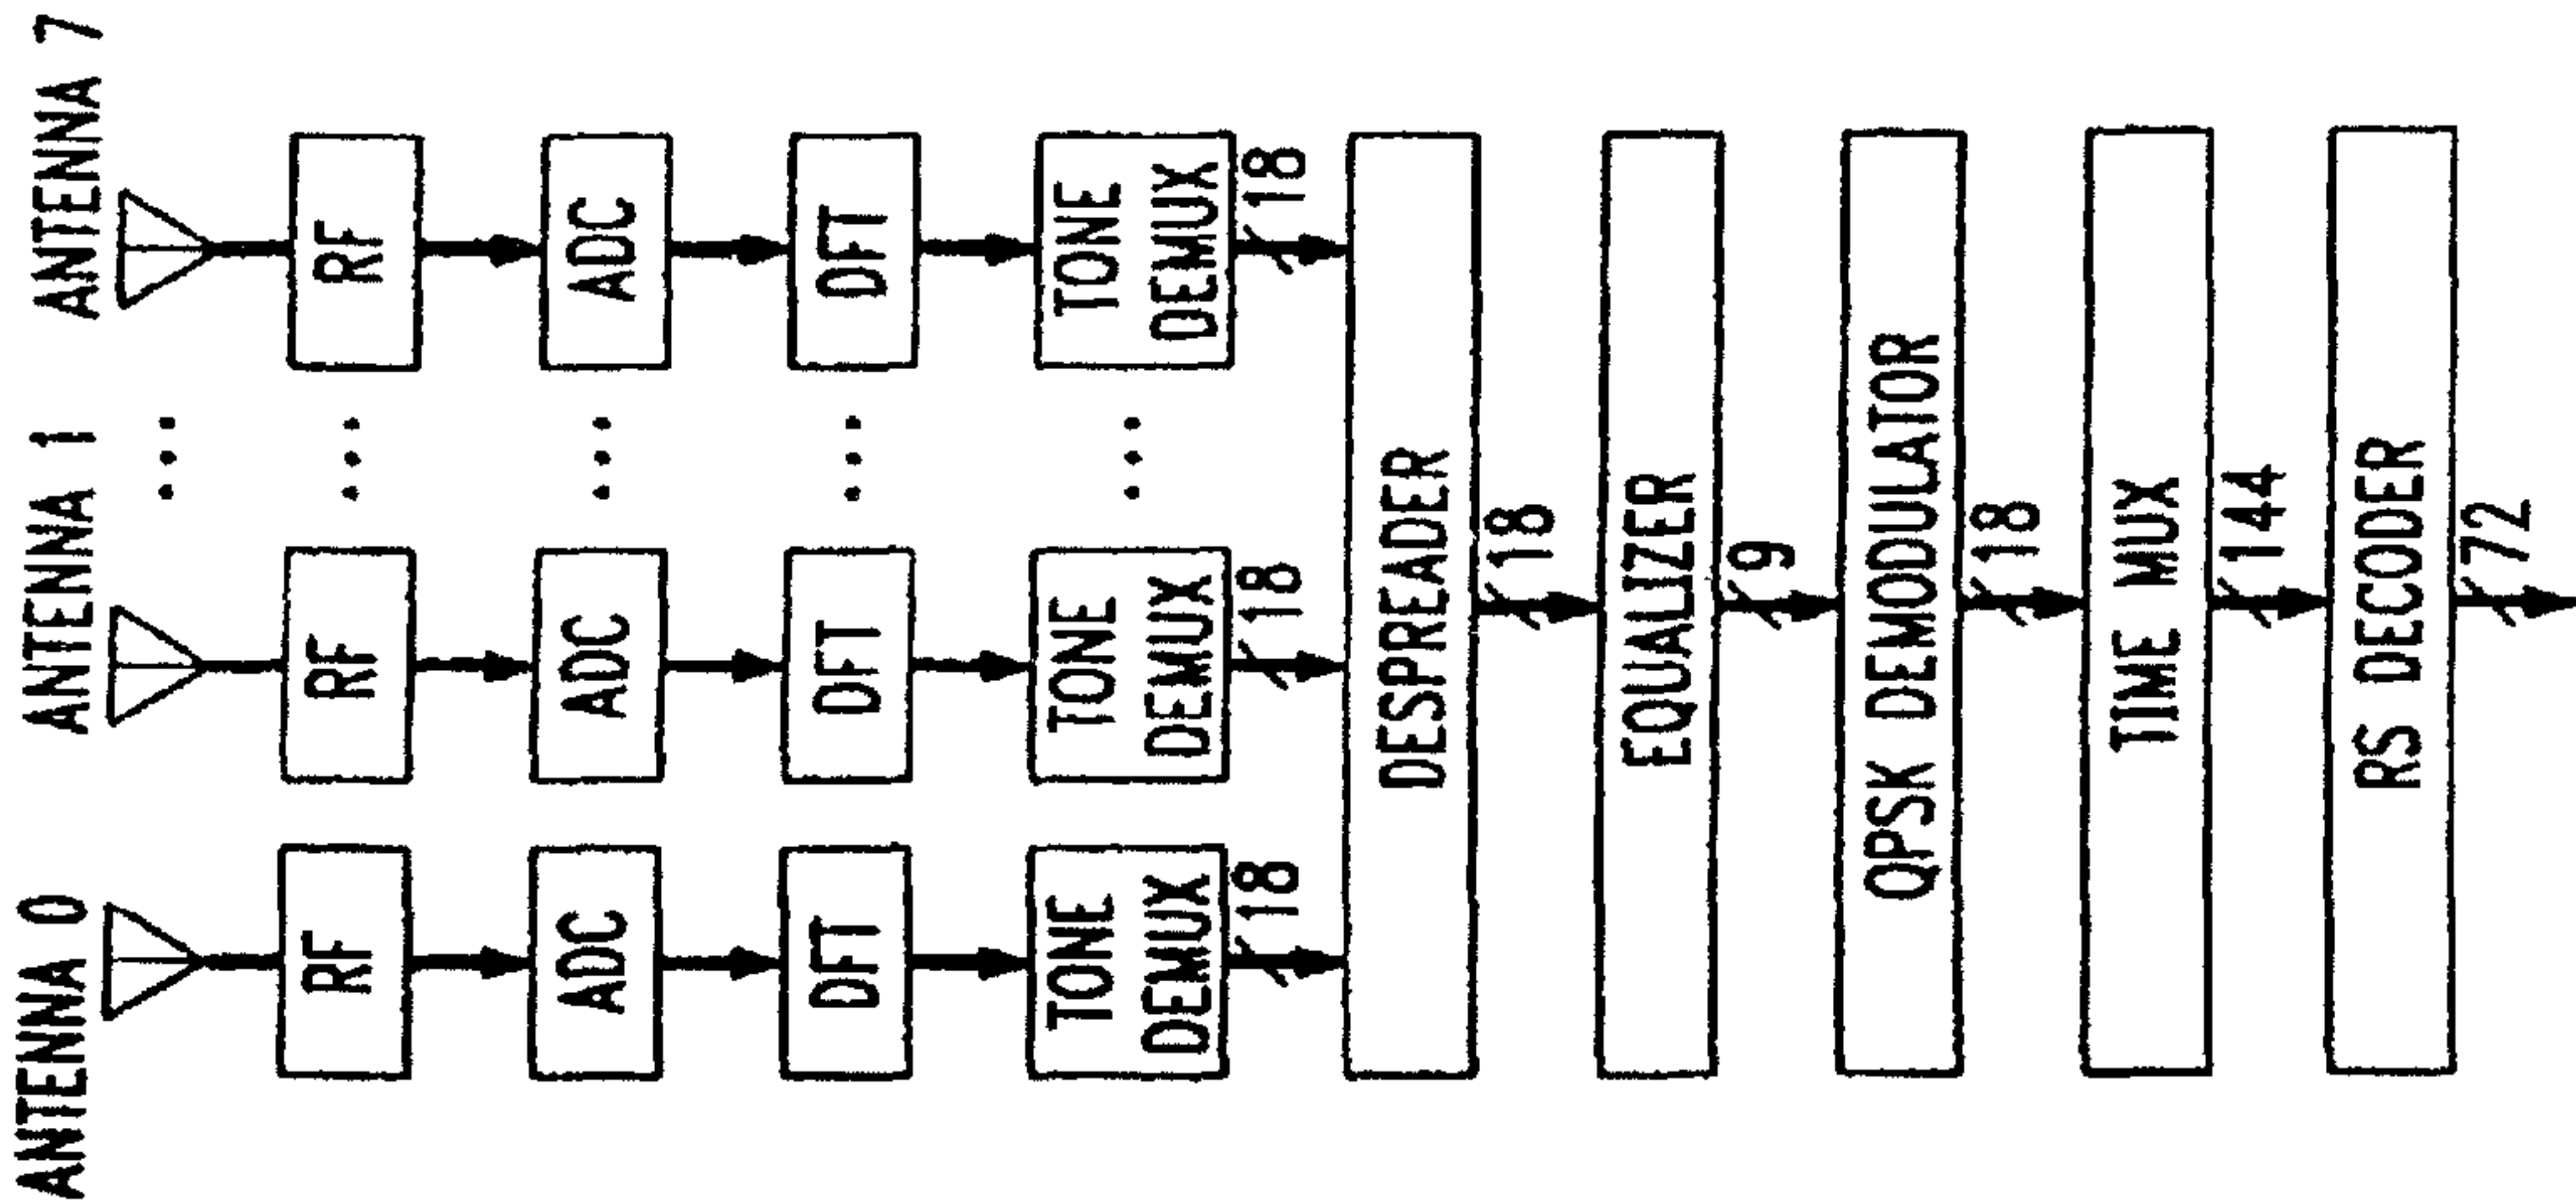 ANTENNA 0
ANTENNA 1
ANTENNA 7
...
RF
RF
...
RF
ADC
ADC
...
ADC
DFT
DFT
...
DFT
TONE
DEMUX
TONE
DEMUX
...
TONE
DEMUX
18
18
18
DESPREADER
18
EQUALIZER
9
QPSK DEMODULATOR
18
TIME MUX
144
RS DECODER
72